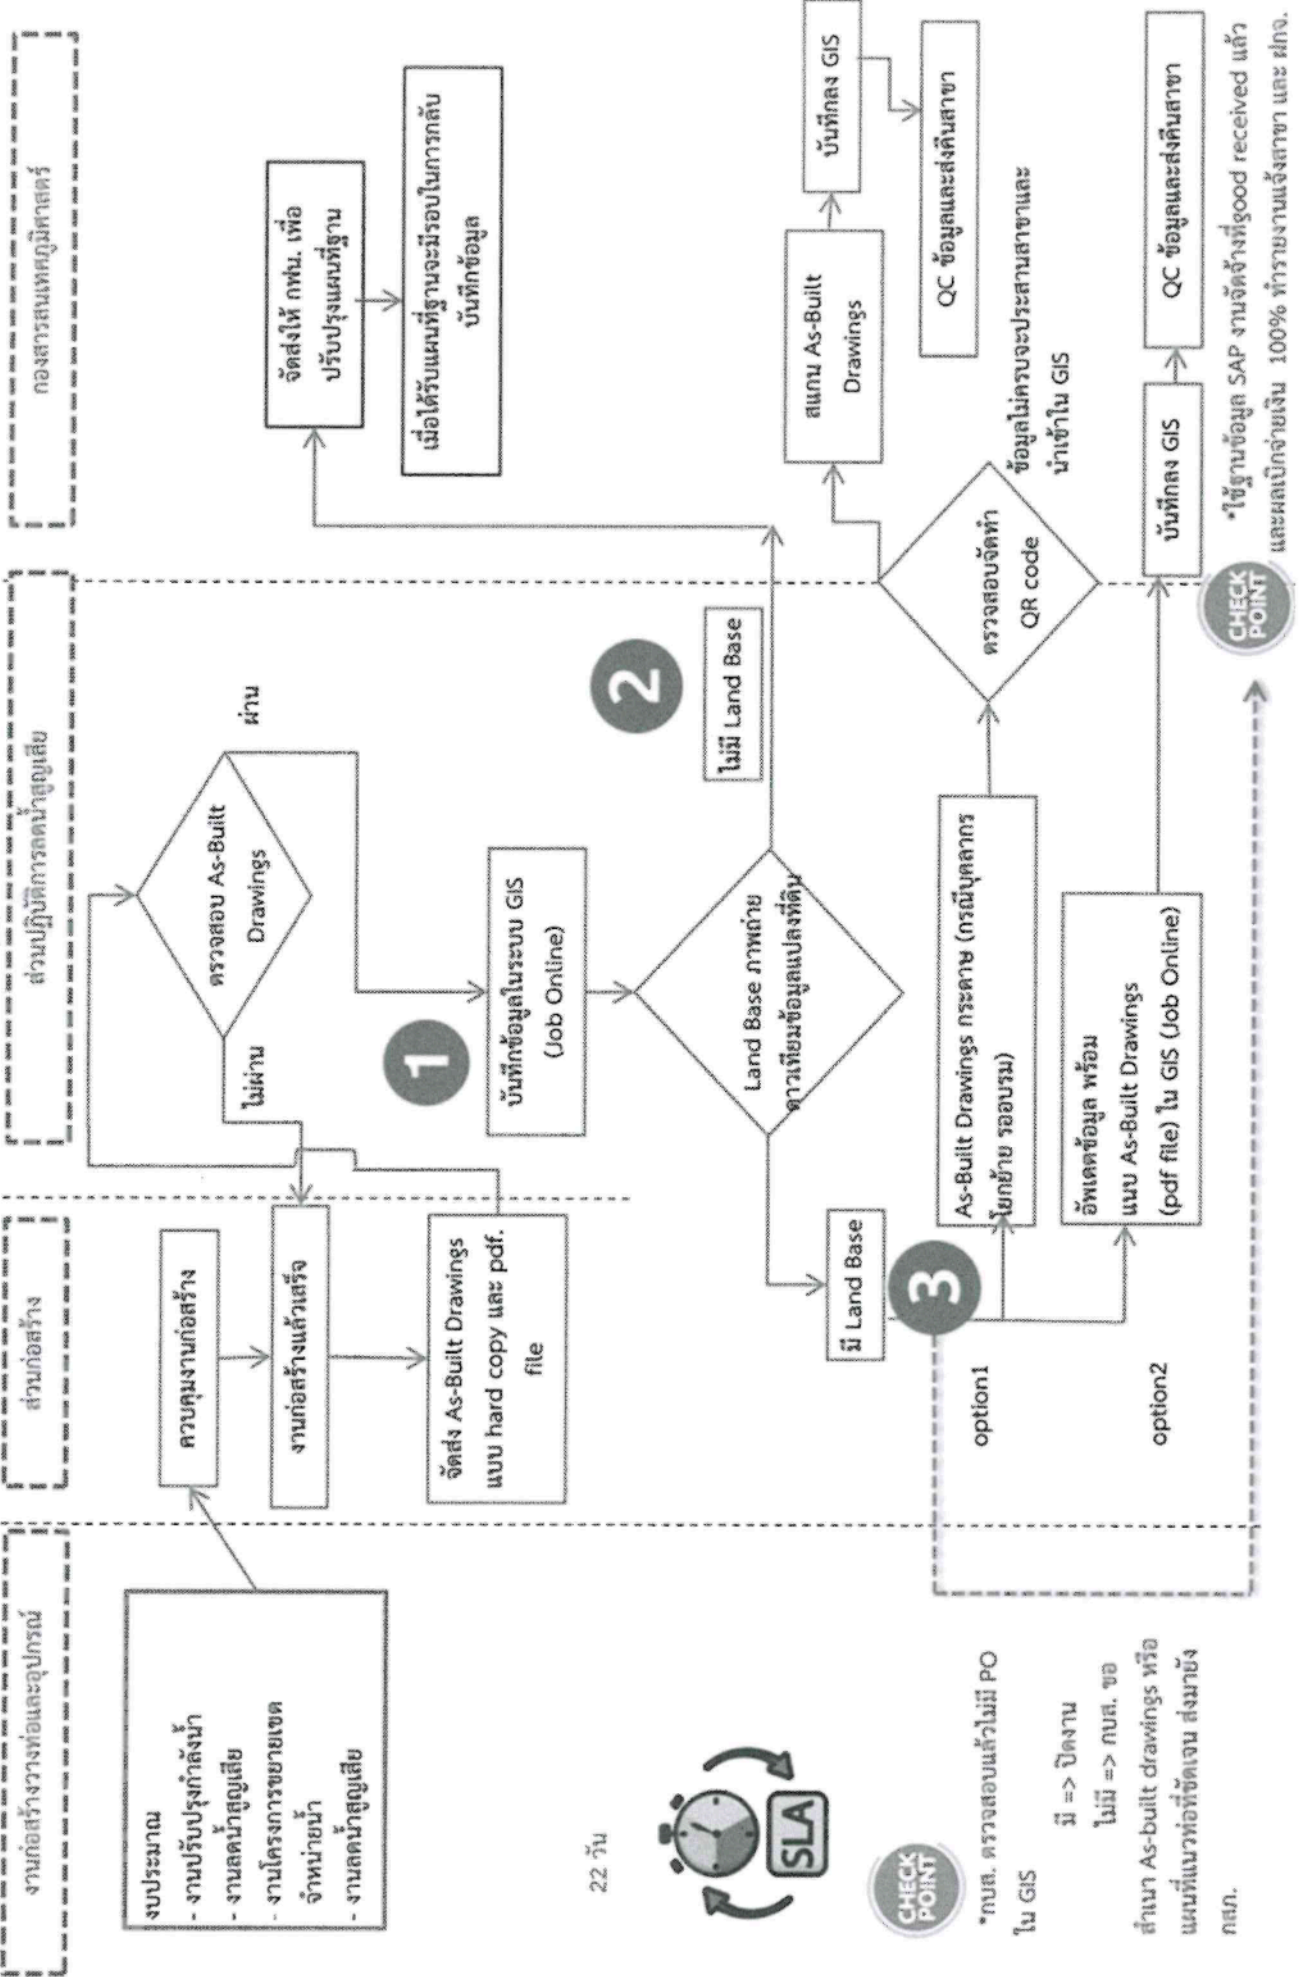 งานก่อสร้างวางท่อและอุปกรณ์
ส่วนก่อสร้าง
ส่วนปฏิบัติการลดน้ำสูญเสีย
กองสารสนเทศภูมิศาสตร์
งบประมาณ
- งานปรับปรุงกำลังน้ำ
- งานลดน้ำสูญเสีย
- งานโครงการขยายเขต
จำหน่ายน้ำ
- งานลดน้ำสูญเสีย
ควบคุมงานก่อสร้าง
งานก่อสร้างแล้วเสร็จ
จัดส่ง As-Built Drawings
แบบ hard copy และ pdf.
file
ตรวจสอบ As-Built
Drawings
ไม่ผ่าน
ผ่าน
1
บันทึกข้อมูลในระบบ GIS
(Job Online)
Land Base ภาพถ่าย
ดาวเทียมข้อมูลแปลงที่ดิน
2
ไม่มี Land Base
จัดส่งให้ กฟน. เพื่อ
ปรับปรุงแผนที่ฐาน
เมื่อได้รับแผนที่ฐานจะมีรอบในการกลับ
บันทึกข้อมูล
มี Land Base
3
option1
As-Built Drawings กระดาษ (กรณีบุคลากร
โยกย้าย รออบรม)
ตรวจสอบจัดทำ
QR code
สแกน As-Built
Drawings
บันทึกลง GIS
QC ข้อมูลและส่งคืนสาขา
ข้อมูลไม่ครบจะประสานสาขาและ
นำเข้าใน GIS
option2
อัพเดตข้อมูล พร้อม
แนบ As-Built Drawings
(pdf file) ใน GIS (Job Online)
บันทึกลง GIS
QC ข้อมูลและส่งคืนสาขา
CHECK
POINT
*ใช้ฐานข้อมูล SAP งานจัดจ้างที่good received แล้ว
และผลเบิกจ่ายเงิน 100% ทำรายงานแจ้งสาขา และ ฝกจ.
22 วัน
SLA
CHECK
POINT
*กบส. ตรวจสอบแล้วไม่มี PO
ใน GIS
มี => ปิดงาน
ไม่มี => กบส. ขอ
สำเนา As-built drawings หรือ
แผนที่แนวท่อที่ชัดเจน ส่งมายัง
กสภ.